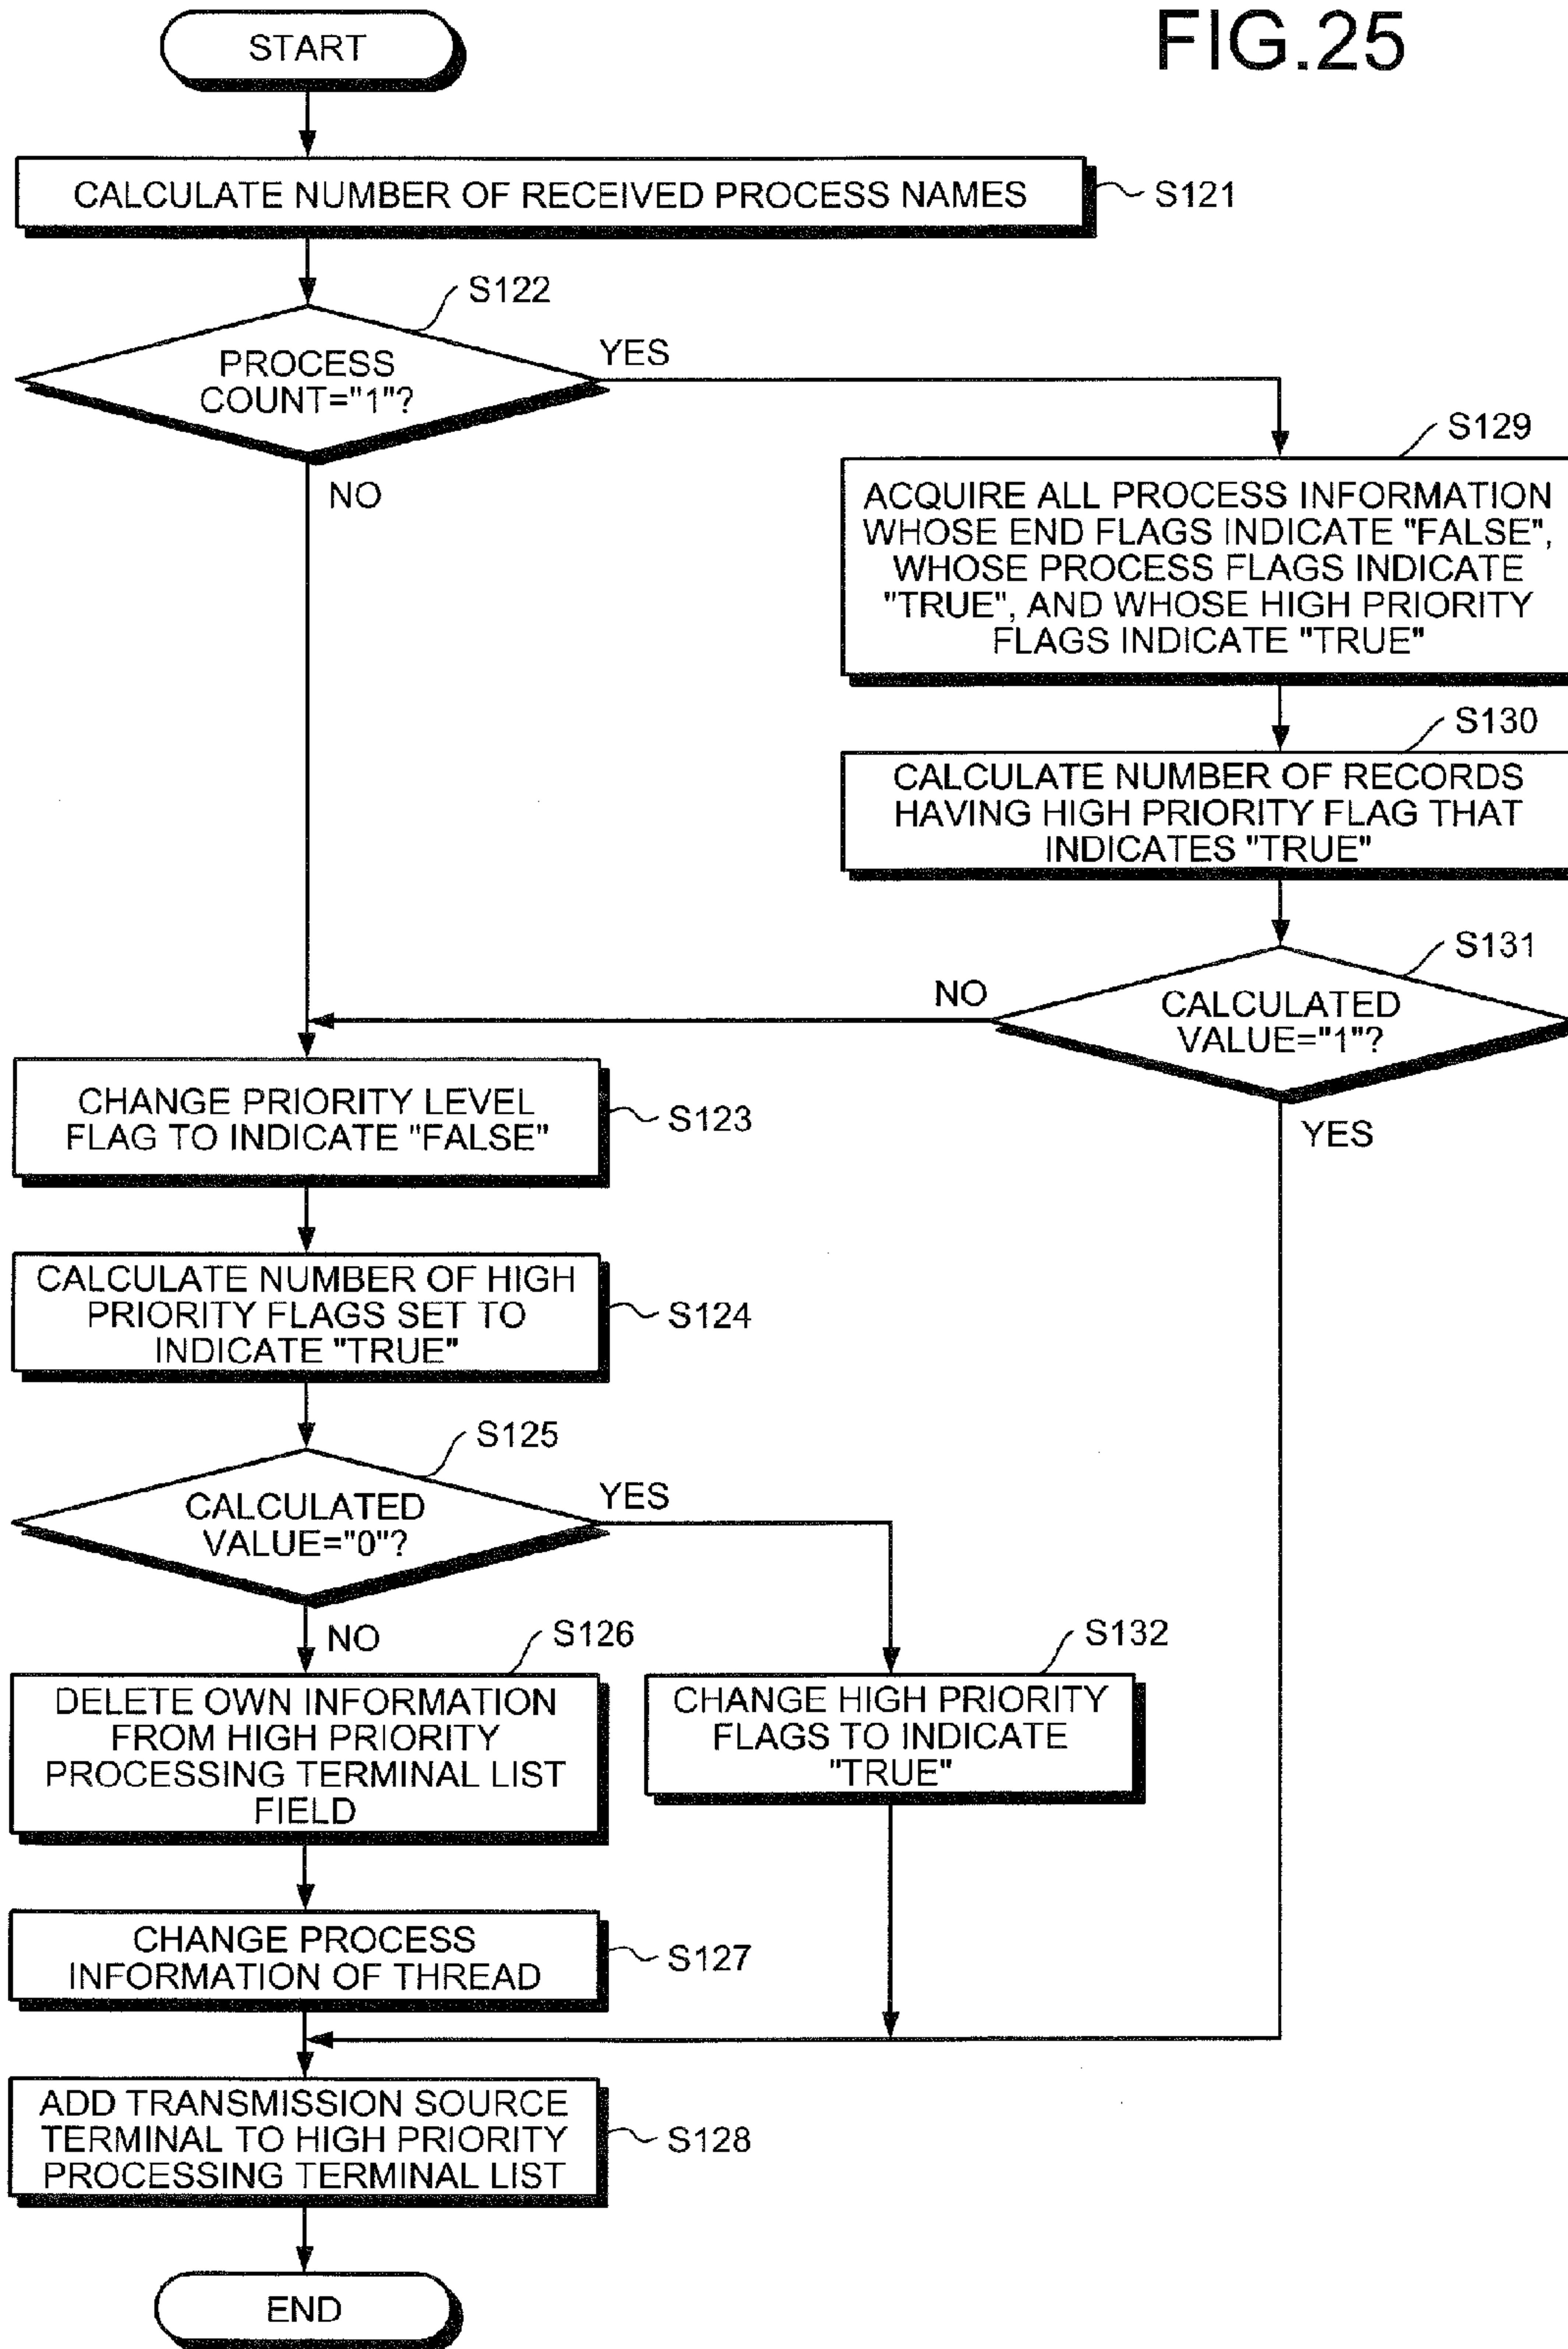 FIG.25
START
CALCULATE NUMBER OF RECEIVED PROCESS NAMES
S121
S122
PROCESS
COUNT="1"?
YES
NO
S129
ACQUIRE ALL PROCESS INFORMATION
WHOSE END FLAGS INDICATE "FALSE",
WHOSE PROCESS FLAGS INDICATE
"TRUE", AND WHOSE HIGH PRIORITY
FLAGS INDICATE "TRUE"
S130
CALCULATE NUMBER OF RECORDS
HAVING HIGH PRIORITY FLAG THAT
INDICATES "TRUE"
S131
CALCULATED
VALUE="1"?
NO
YES
CHANGE PRIORITY LEVEL
FLAG TO INDICATE "FALSE"
S123
CALCULATE NUMBER OF HIGH
PRIORITY FLAGS SET TO
INDICATE "TRUE"
S124
S125
CALCULATED
VALUE="0"?
YES
NO
S126
DELETE OWN INFORMATION
FROM HIGH PRIORITY
PROCESSING TERMINAL LIST
FIELD
S132
CHANGE HIGH PRIORITY
FLAGS TO INDICATE
"TRUE"
CHANGE PROCESS
INFORMATION OF THREAD
S127
ADD TRANSMISSION SOURCE
TERMINAL TO HIGH PRIORITY
PROCESSING TERMINAL LIST
S128
END